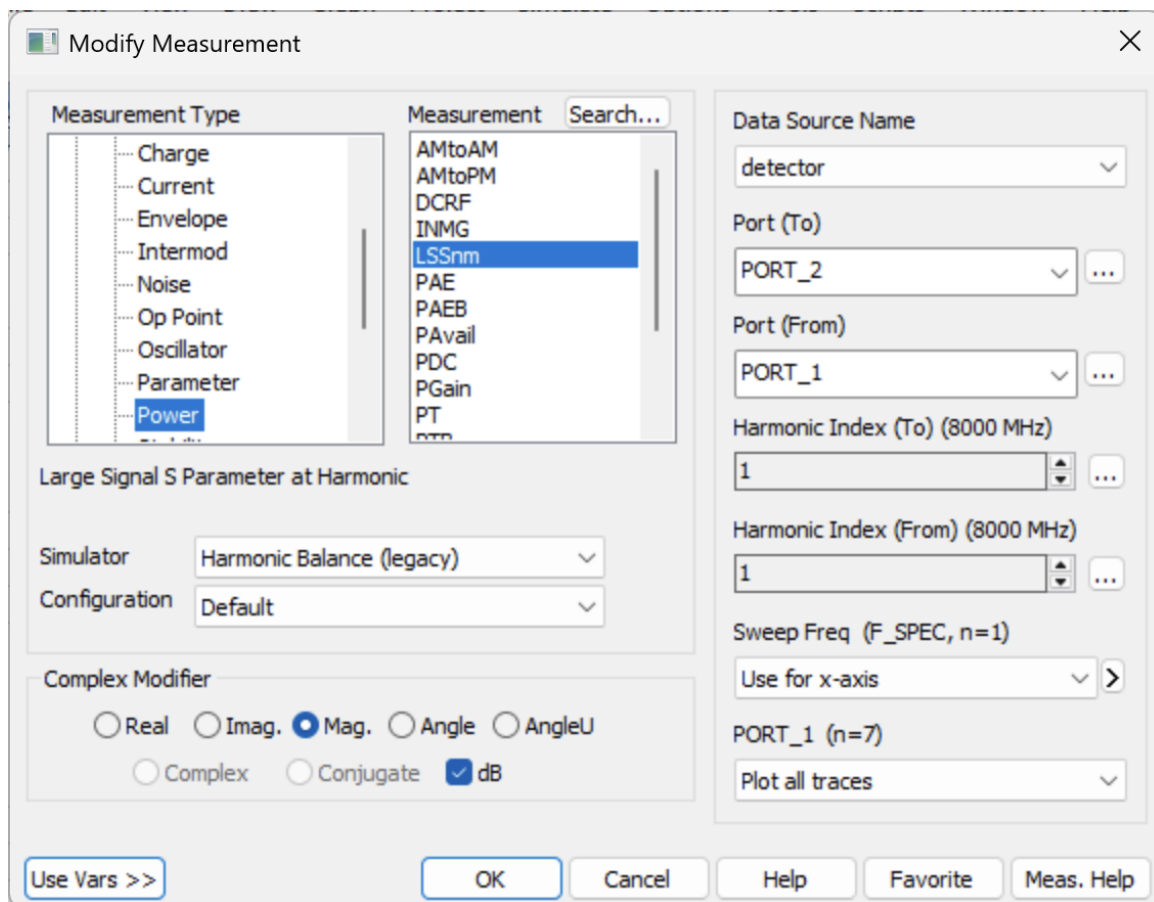 Modify Measurement
Measurement Type
Charge
Current
Envelope
Intermod
Noise
Op Point
Oscillator
Parameter
Power
Measurement Search...
AMtoAM
AMtoPM
DCRF
INMG
LSSnm
PAE
PAEB
PAvail
PDC
PGain
PT
Large Signal S Parameter at Harmonic
Simulator Harmonic Balance (legacy)
Configuration Default
Complex Modifier
Real Imag. Mag. Angle AngleU
Complex Conjugate dB
Data Source Name
detector
Port (To)
PORT_2 ...
Port (From)
PORT_1 ...
Harmonic Index (To) (8000 MHz)
1 ...
Harmonic Index (From) (8000 MHz)
1 ...
Sweep Freq (F_SPEC, n=1)
Use for x-axis >
PORT_1 (n=7)
Plot all traces
Use Vars >> OK Cancel Help Favorite Meas. Help